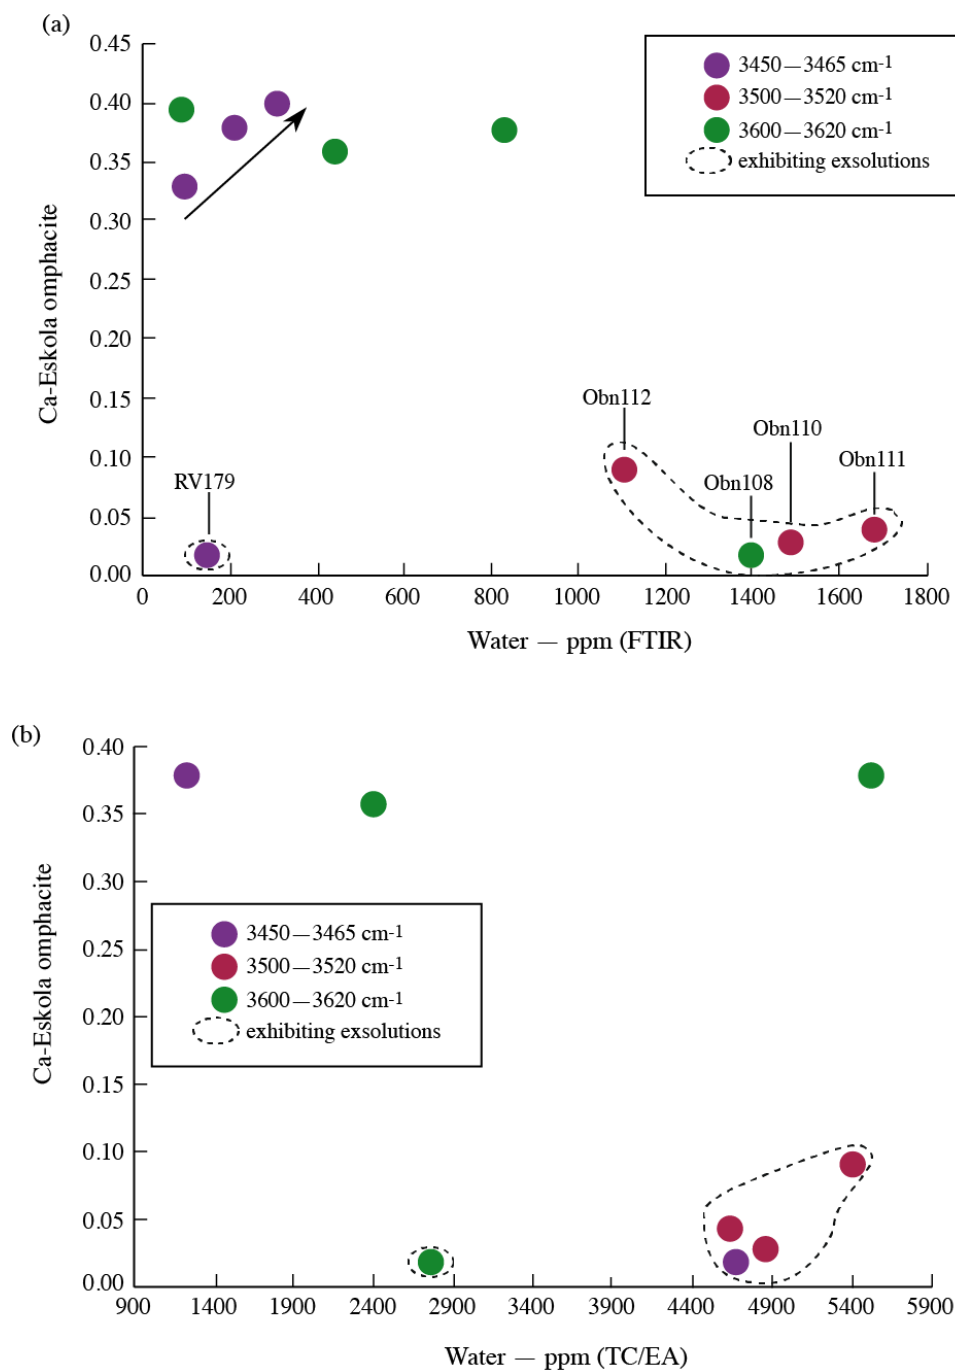 (a)
0.45
0.40
0.35
0.30
0.25
0.20
0.15
0.10
0.05
0.00
Ca-Eskola omphacite
3450—3465 cm-1
3500—3520 cm-1
3600—3620 cm-1
exhibiting exsolutions
RV179
Obn112
Obn108
Obn110
Obn111
0 200 400 600 800 1000 1200 1400 1600 1800
Water — ppm (FTIR)
(b)
0.40
0.35
0.30
0.25
0.20
0.15
0.10
0.05
0.00
Ca-Eskola omphacite
3450—3465 cm-1
3500—3520 cm-1
3600—3620 cm-1
exhibiting exsolutions
900 1400 1900 2400 2900 3400 3900 4400 4900 5400 5900
Water — ppm (TC/EA)